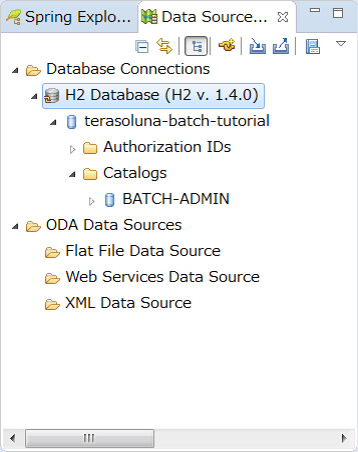 Spring Explo... Data Source...
Database Connections
H2 Database (H2 v. 1.4.0)
terasoluna-batch-tutorial
Authorization IDs
Catalogs
BATCH-ADMIN
ODA Data Sources
Flat File Data Source
Web Services Data Source
XML Data Source